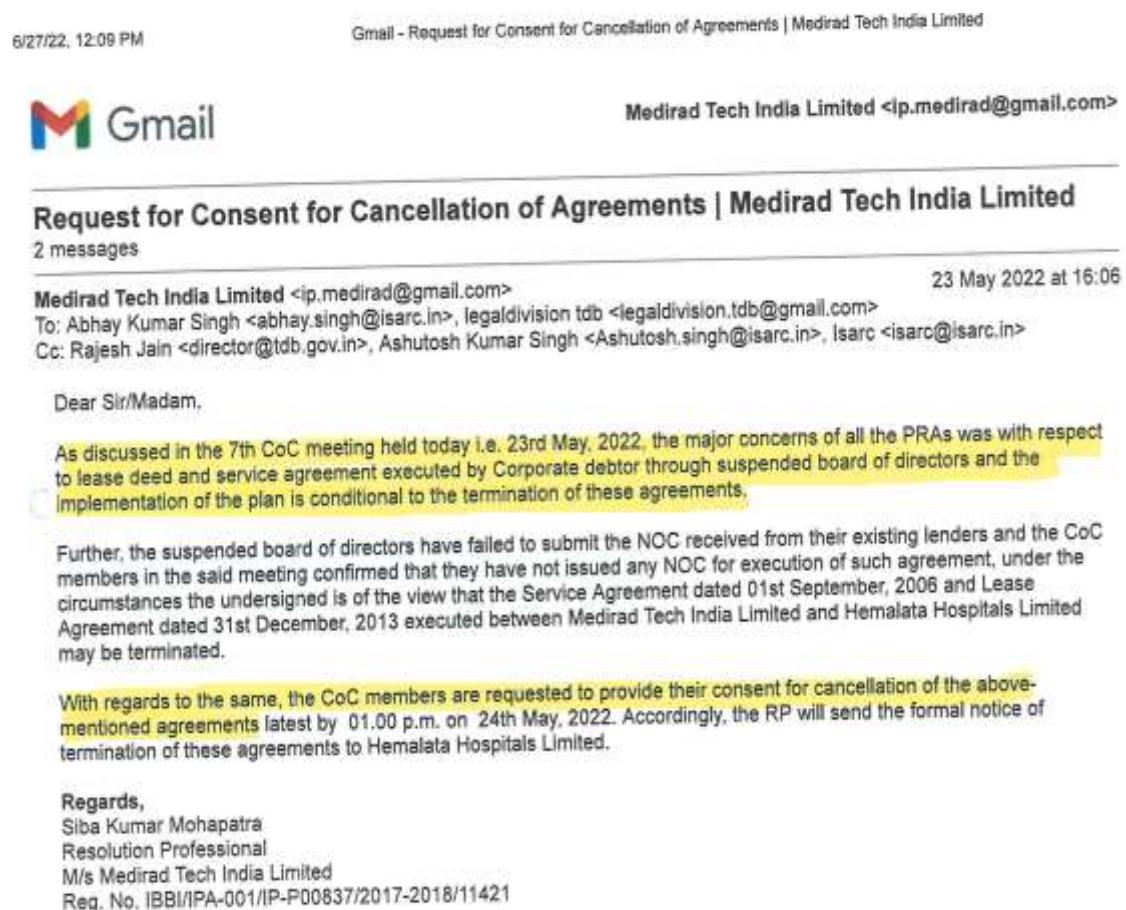 6/27/22, 12:09 PM
Gmail - Request for Consent for Cancellation of Agreements | Medirad Tech India Limited
Gmail
Medirad Tech India Limited <ip.medirad@gmail.com>
Request for Consent for Cancellation of Agreements | Medirad Tech India Limited
2 messages
Medirad Tech India Limited <ip.medirad@gmail.com>
23 May 2022 at 16:06
To: Abhay Kumar Singh <abhay.singh@isarc.in>, legaldivision tdb <legaldivision.tdb@gmail.com>
Cc: Rajesh Jain <director@tdb.gov.in>, Ashutosh Kumar Singh <Ashutosh.singh@isarc.in>, Isarc <isarc@isarc.in>
Dear Sir/Madam,
As discussed in the 7th CoC meeting held today i.e. 23rd May, 2022, the major concerns of all the PRAs was with respect
to lease deed and service agreement executed by Corporate debtor through suspended board of directors and the
implementation of the plan is conditional to the termination of these agreements.
Further, the suspended board of directors have failed to submit the NOC received from their existing lenders and the CoC
members in the said meeting confirmed that they have not issued any NOC for execution of such agreement, under the
circumstances the undersigned is of the view that the Service Agreement dated 01st September, 2006 and Lease
Agreement dated 31st December, 2013 executed between Medirad Tech India Limited and Hemalata Hospitals Limited
may be terminated.
With regards to the same, the CoC members are requested to provide their consent for cancellation of the above-
mentioned agreements latest by 01.00 p.m. on 24th May, 2022. Accordingly, the RP will send the formal notice of
termination of these agreements to Hemalata Hospitals Limited.
Regards,
Siba Kumar Mohapatra
Resolution Professional
M/s Medirad Tech India Limited
Reg. No. IBBI/IPA-001/IP-P00837/2017-2018/11421